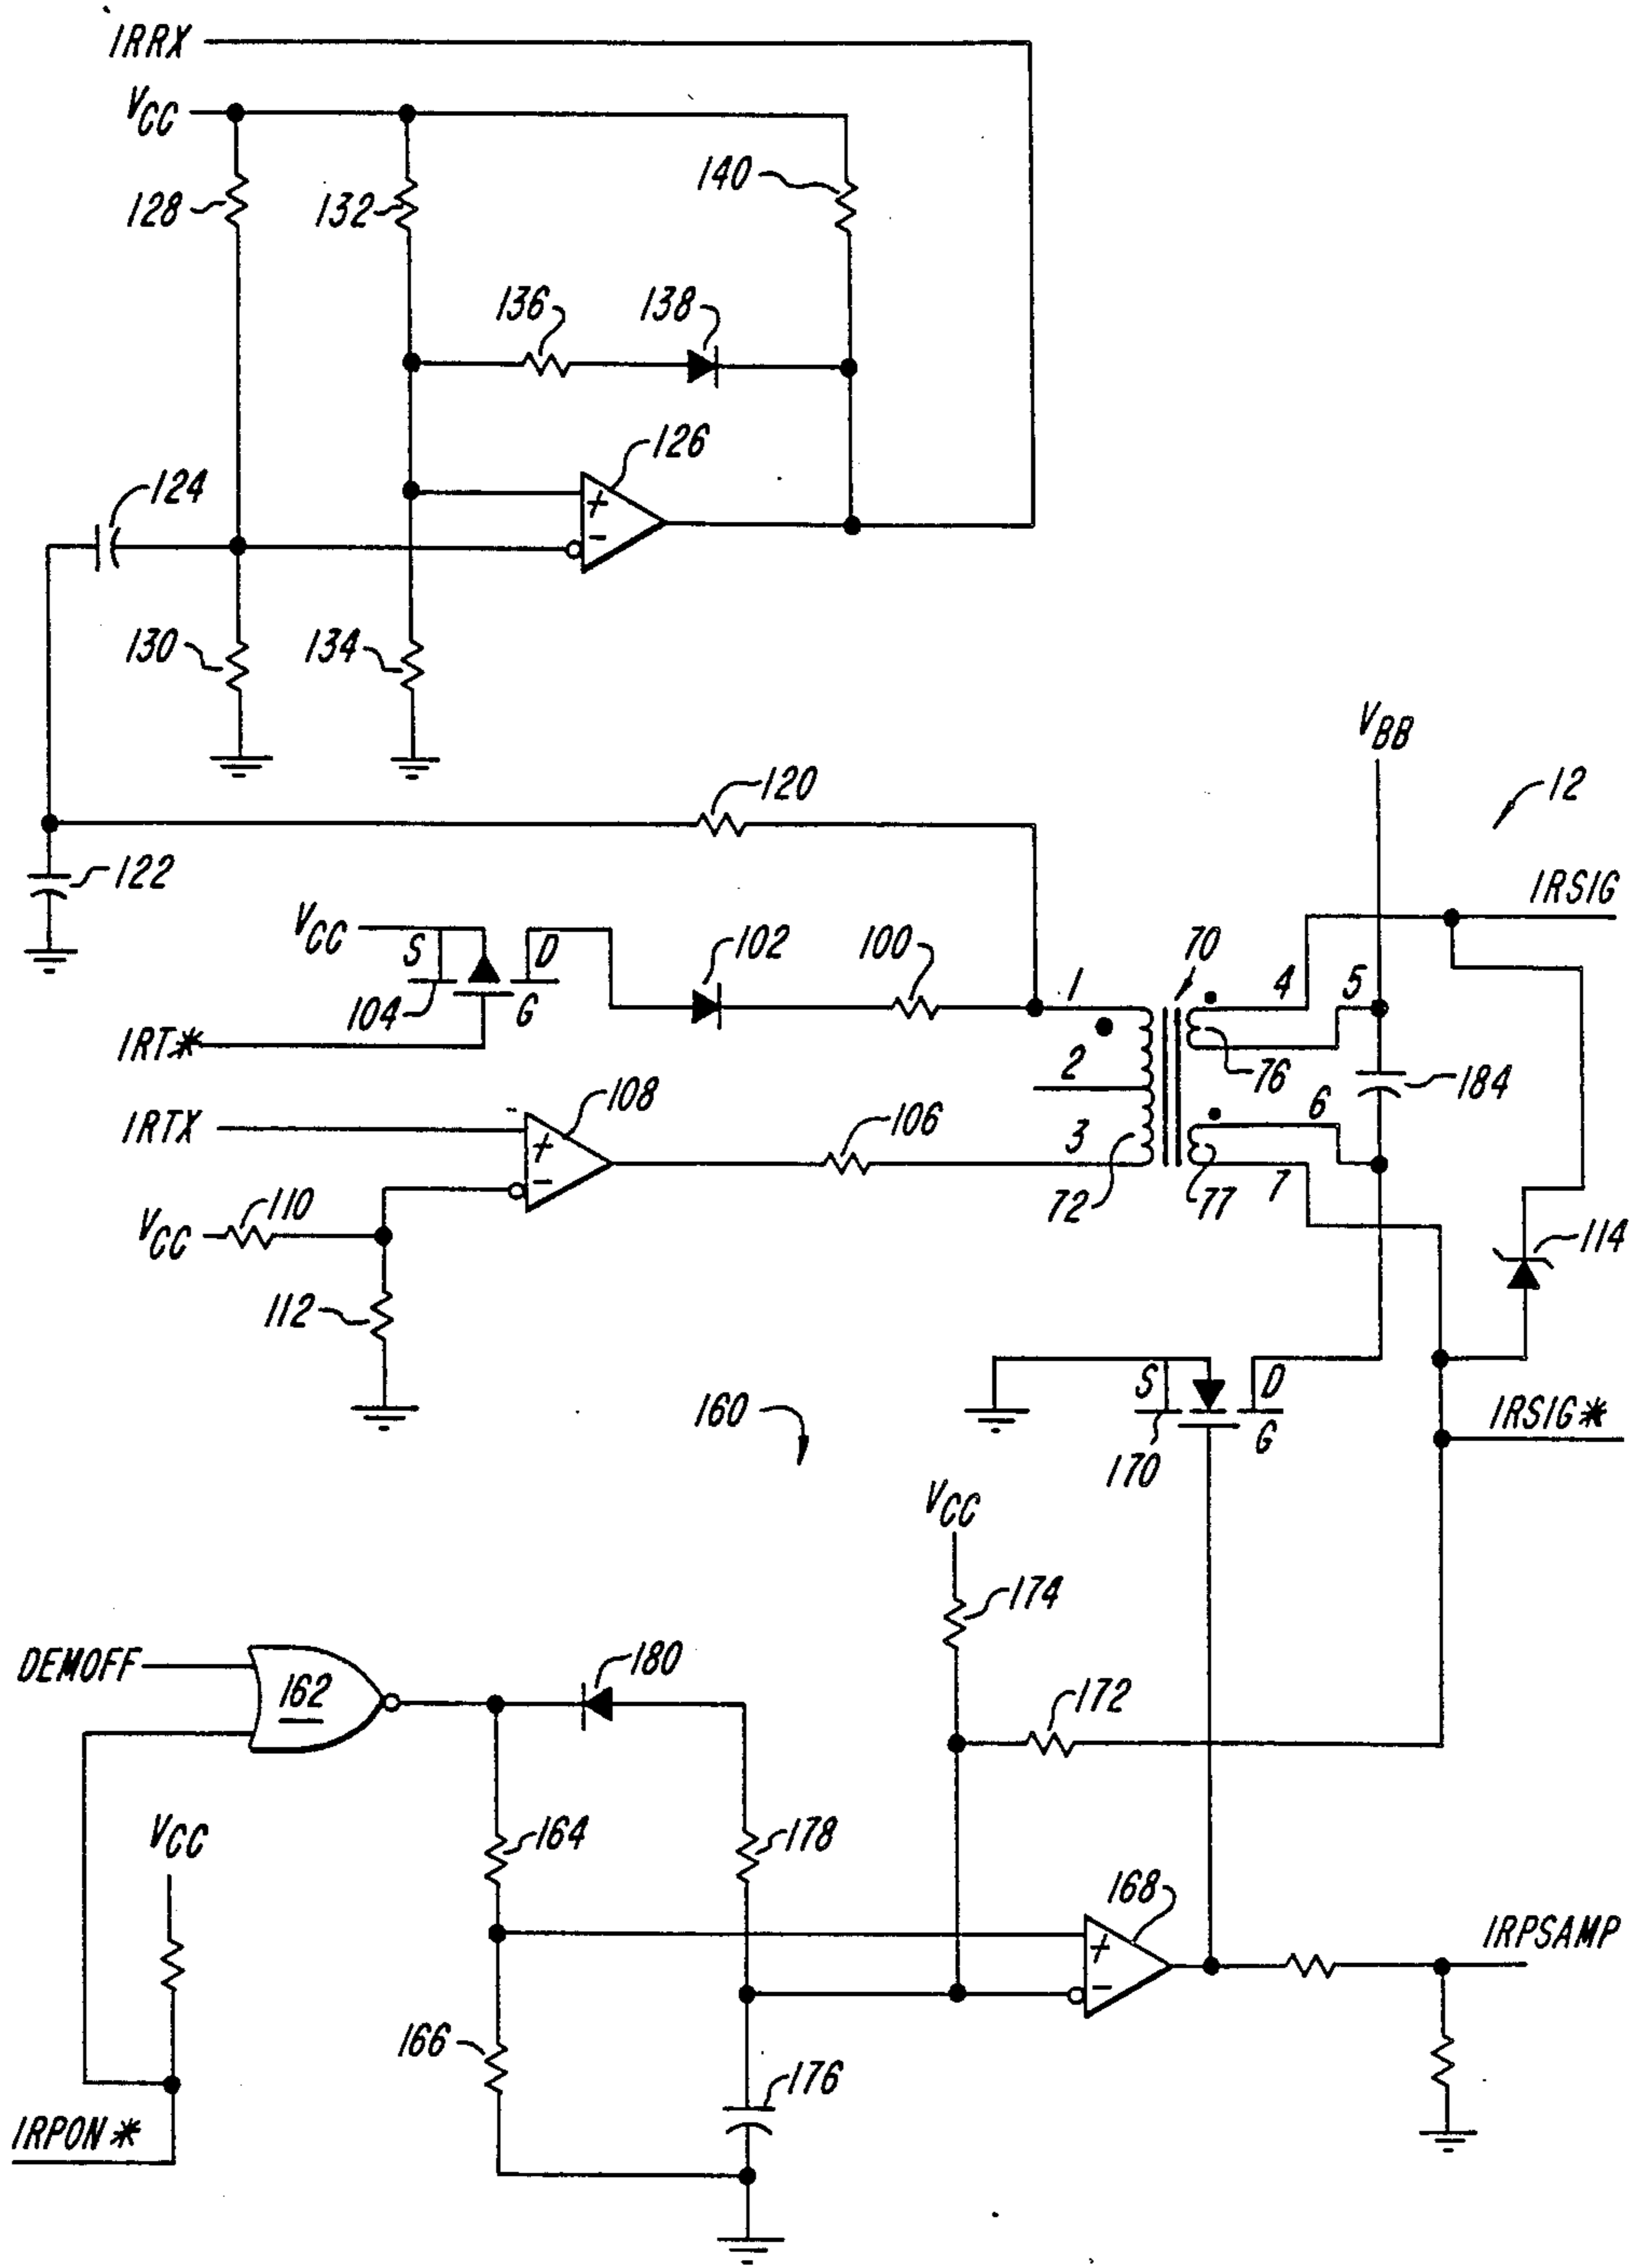 IRRX
VCC
128
132
140
136
138
126
+
-
124
130
134
VBB
12
120
122
IRSIG
VCC
S
D
G
104
102
100
1
70
4
5
IRT*
2
76
184
IRTX
108
+
-
106
3
6
72
77
7
110
VCC
114
112
S
D
G
170
160
IRSIG*
VCC
174
DEMOFF
162
180
172
VCC
164
178
168
+
-
IRPSAMP
166
176
IRPON*